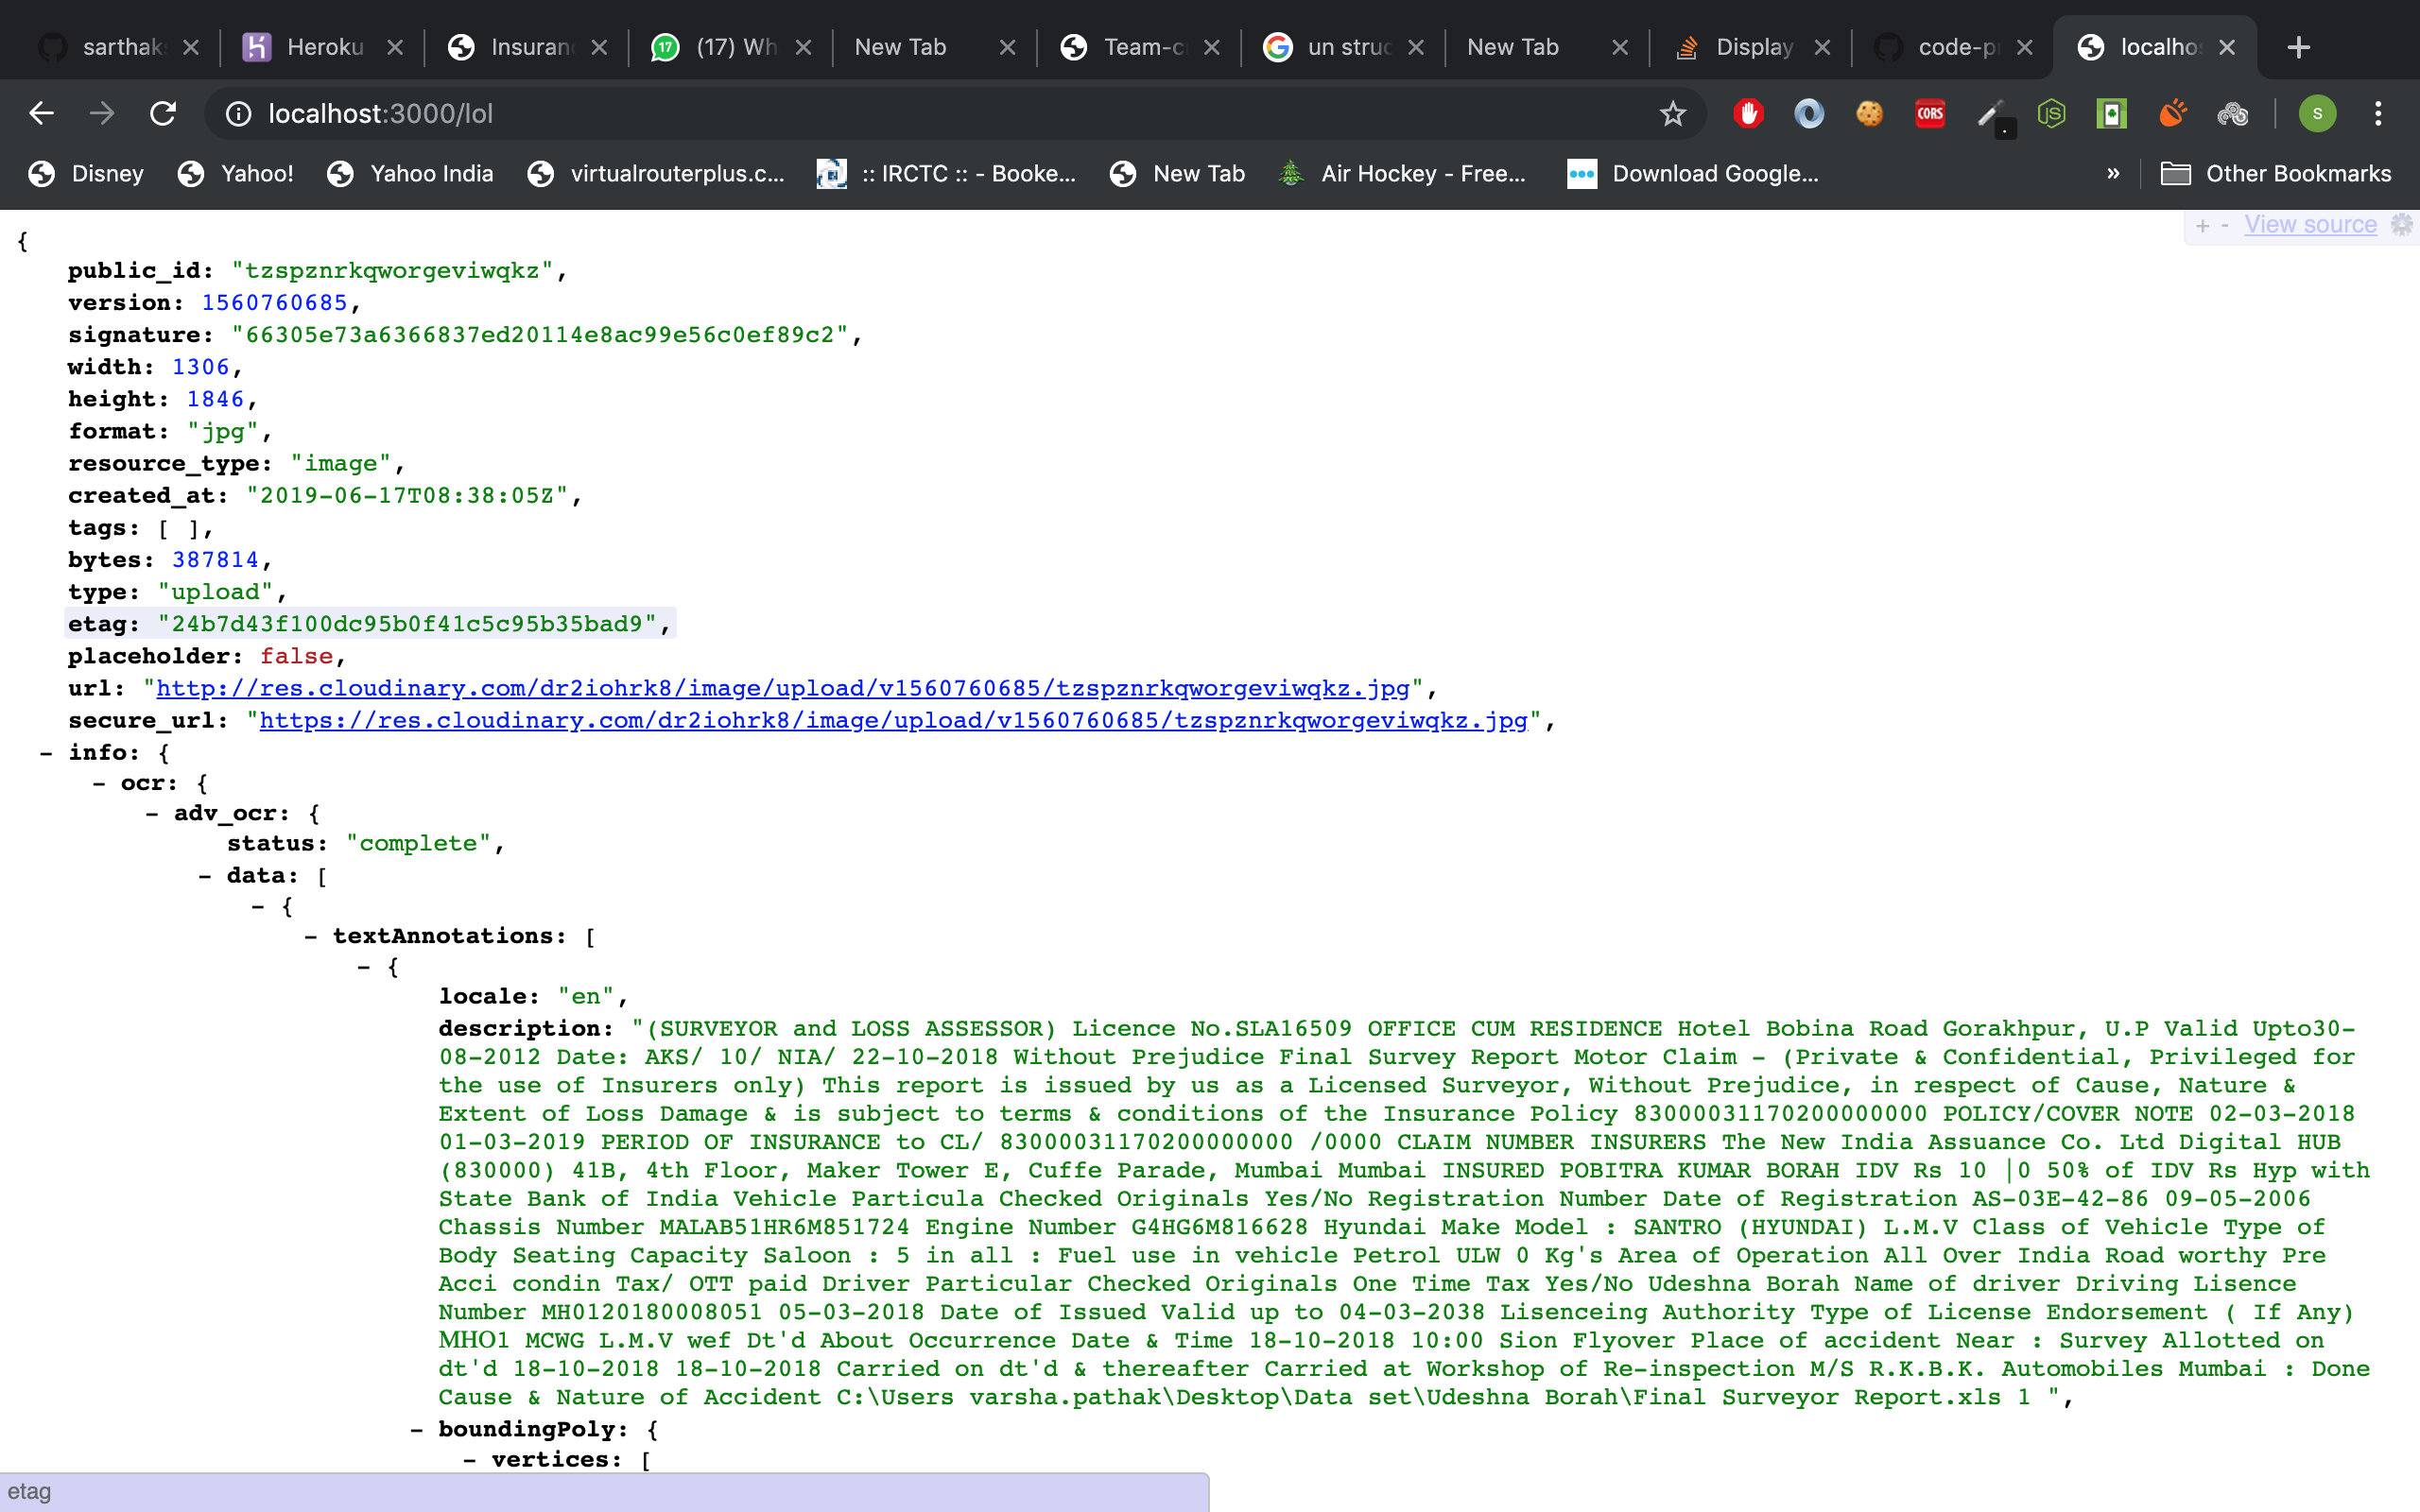 sarthak
Heroku
Insuran
17
(17) Wh
New Tab
Team-c
un struc
New Tab
Display
code-p
localho
localhost:3000/lol
CORS
S
Disney
Yahoo!
Yahoo India
virtualrouterplus.c...
:: IRCTC :: - Booke...
New Tab
Air Hockey - Free...
Download Google...
»
Other Bookmarks
+ - View source
{
public_id: "tzspznrkqworgeviwqkz",
version: 1560760685,
signature: "66305e73a6366837ed20114e8ac99e56c0ef89c2",
width: 1306,
height: 1846,
format: "jpg",
resource_type: "image",
created_at: "2019-06-17T08:38:05Z",
tags: [ ],
bytes: 387814,
type: "upload",
etag: "24b7d43f100dc95b0f41c5c95b35bad9",
placeholder: false,
url: "http://res.cloudinary.com/dr2iohrk8/image/upload/v1560760685/tzspznrkqworgeviwqkz.jpg",
secure_url: "https://res.cloudinary.com/dr2iohrk8/image/upload/v1560760685/tzspznrkqworgeviwqkz.jpg",
- info: {
- ocr: {
- adv_ocr: {
status: "complete",
- data: [
- {
- textAnnotations: [
- {
locale: "en",
description: "(SURVEYOR and LOSS ASSESSOR) Licence No.SLA16509 OFFICE CUM RESIDENCE Hotel Bobina Road Gorakhpur, U.P Valid Upto30-
08-2012 Date: AKS/ 10/ NIA/ 22-10-2018 Without Prejudice Final Survey Report Motor Claim - (Private & Confidential, Privileged for
the use of Insurers only) This report is issued by us as a Licensed Surveyor, Without Prejudice, in respect of Cause, Nature &
Extent of Loss Damage & is subject to terms & conditions of the Insurance Policy 83000031170200000000 POLICY/COVER NOTE 02-03-2018
01-03-2019 PERIOD OF INSURANCE to CL/ 83000031170200000000 /0000 CLAIM NUMBER INSURERS The New India Assuance Co. Ltd Digital HUB
(830000) 41B, 4th Floor, Maker Tower E, Cuffe Parade, Mumbai Mumbai INSURED POBITRA KUMAR BORAH IDV Rs 10 |0 50% of IDV Rs Hyp with
State Bank of India Vehicle Particula Checked Originals Yes/No Registration Number Date of Registration AS-03E-42-86 09-05-2006
Chassis Number MALAB51HR6M851724 Engine Number G4HG6M816628 Hyundai Make Model : SANTRO (HYUNDAI) L.M.V Class of Vehicle Type of
Body Seating Capacity Saloon : 5 in all : Fuel use in vehicle Petrol ULW 0 Kg's Area of Operation All Over India Road worthy Pre
Acci condin Tax/ OTT paid Driver Particular Checked Originals One Time Tax Yes/No Udeshna Borah Name of driver Driving Lisence
Number MH0120180008051 05-03-2018 Date of Issued Valid up to 04-03-2038 Lisenceing Authority Type of License Endorsement ( If Any)
МНО1 MCWG L.M.V wef Dt'd About Occurrence Date & Time 18-10-2018 10:00 Sion Flyover Place of accident Near : Survey Allotted on
dt'd 18-10-2018 18-10-2018 Carried on dt'd & thereafter Carried at Workshop of Re-inspection M/S R.K.B.K. Automobiles Mumbai : Done
Cause & Nature of Accident C:\Users varsha.pathak\Desktop\Data set\Udeshna Borah\Final Surveyor Report.xls 1 ",
- boundingPoly: {
- vertices: [
etag